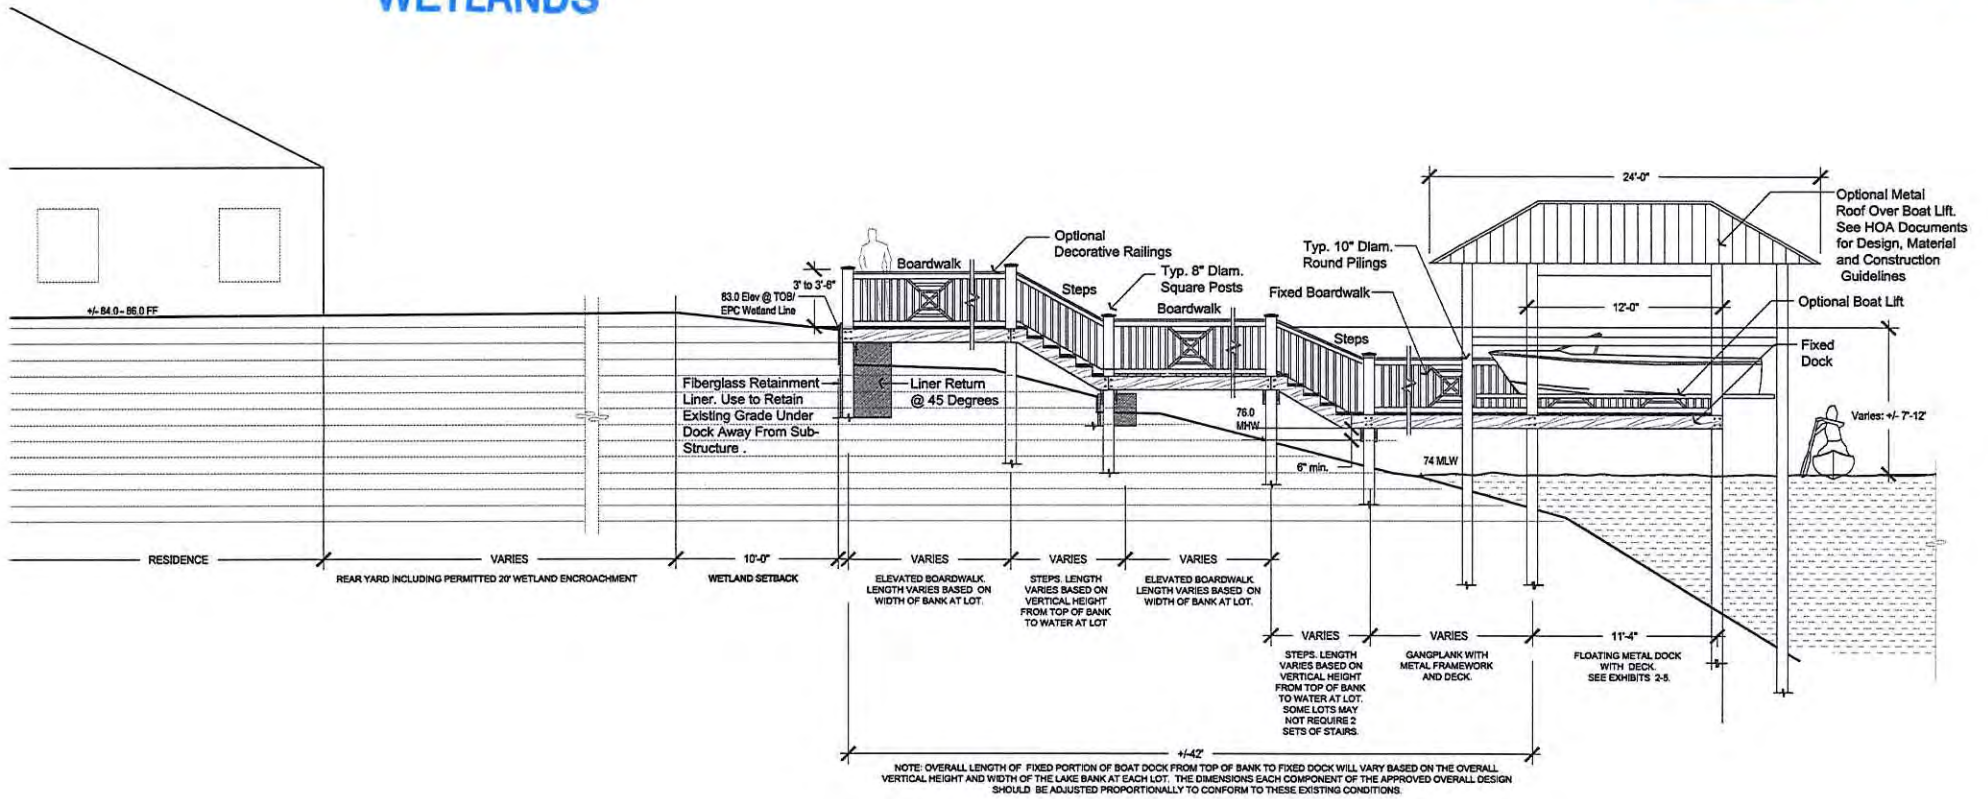 WETLANDS
24'-0"
Optional Metal
Roof Over Boat Lift.
See HOA Documents
for Design, Material
and Construction
Guidelines
Optional
Decorative Railings
Boardwalk
Typ. 10" Diam.
Round Pilings
Typ. 8" Diam.
Square Posts
3' to 3'-6"
Steps
Fixed Boardwalk
83.0 Elev @ TOB/
EPC Wetland Line
Boardwalk
12'-0"
Optional Boat Lift
+/- 84.0 - 86.0 FF
Steps
Fixed
Dock
Fiberglass Retainment
Liner. Use to Retain
Existing Grade Under
Dock Away From Sub-
Structure .
Liner Return
@ 45 Degrees
76.0
MHW
Varies: +/- 7'-12'
6" min.
74 MLW
RESIDENCE
VARIES
10'-0"
VARIES
VARIES
VARIES
REAR YARD INCLUDING PERMITTED 20' WETLAND ENCROACHMENT
WETLAND SETBACK
ELEVATED BOARDWALK.
LENGTH VARIES BASED ON
WIDTH OF BANK AT LOT.
STEPS. LENGTH
VARIES BASED ON
VERTICAL HEIGHT
FROM TOP OF BANK
TO WATER AT LOT
ELEVATED BOARDWALK
LENGTH VARIES BASED ON
WIDTH OF BANK AT LOT.
VARIES
VARIES
11'-4"
STEPS. LENGTH
VARIES BASED ON
VERTICAL HEIGHT
FROM TOP OF BANK
TO WATER AT LOT.
SOME LOTS MAY
NOT REQUIRE 2
SETS OF STAIRS.
GANGPLANK WITH
METAL FRAMEWORK
AND DECK.
FLOATING METAL DOCK
WITH DECK.
SEE EXHIBITS 2-8.
+/-42'
NOTE: OVERALL LENGTH OF FIXED PORTION OF BOAT DOCK FROM TOP OF BANK TO FIXED DOCK WILL VARY BASED ON THE OVERALL
VERTICAL HEIGHT AND WIDTH OF THE LAKE BANK AT EACH LOT. THE DIMENSIONS EACH COMPONENT OF THE APPROVED OVERALL DESIGN
SHOULD BE ADJUSTED PROPORTIONALLY TO CONFORM TO THESE EXISTING CONDITIONS.